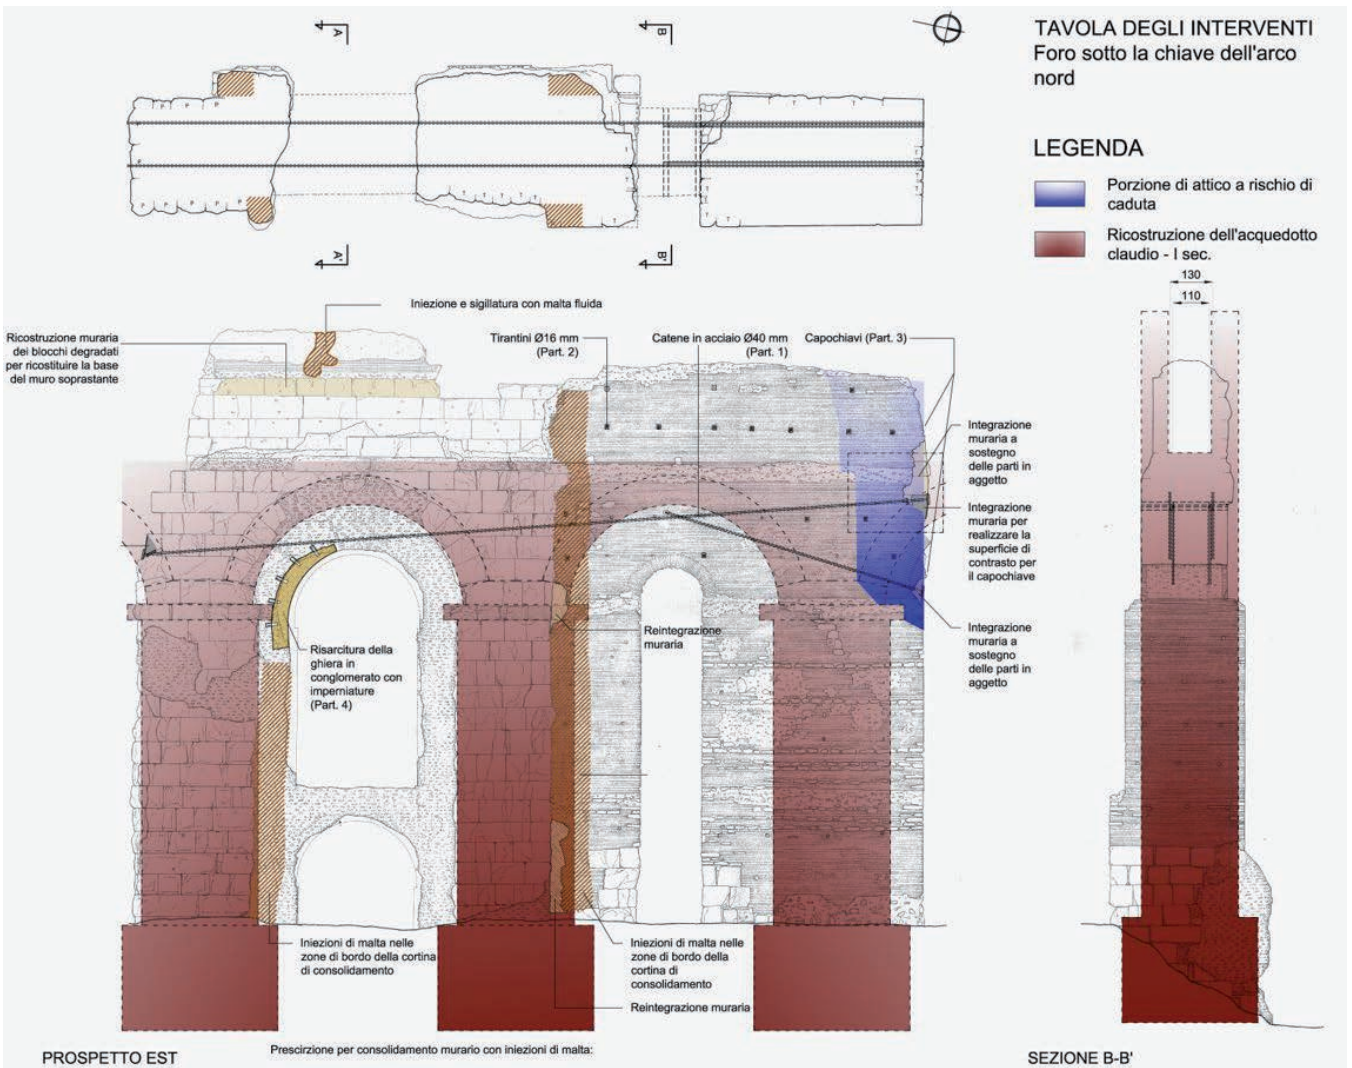 TAVOLA DEGLI INTERVENTI
Foro sotto la chiave dell'arco
nord
LEGENDA
Porzione di attico a rischio di
caduta
Ricostruzione dell'acquedotto
claudio - I sec.
A
B
A'
B'
130
110
Iniezione e sigillatura con malta fluida
Ricostruzione muraria
dei blocchi degradati
per ricostituire la base
del muro soprastante
Tirantini Ø16 mm
(Part. 2)
Catene in acciaio Ø40 mm
(Part. 1)
Capochiavi (Part. 3)
Integrazione
muraria a
sostegno
delle parti in
aggetto
Integrazione
muraria per
realizzare la
superficie di
contrasto per
il capochiave
Integrazione
muraria a
sostegno
delle parti in
aggetto
Reintegrazione
muraria
Risarcitura della
ghiera in
conglomerato con
imperniature
(Part. 4)
Iniezioni di malta nelle
zone di bordo della cortina
di consolidamento
Iniezioni di malta nelle
zone di bordo della
cortina di
consolidamento
Reintegrazione muraria
PROSPETTO EST
Prescirzione per consolidamento murario con iniezioni di malta:
SEZIONE B-B'